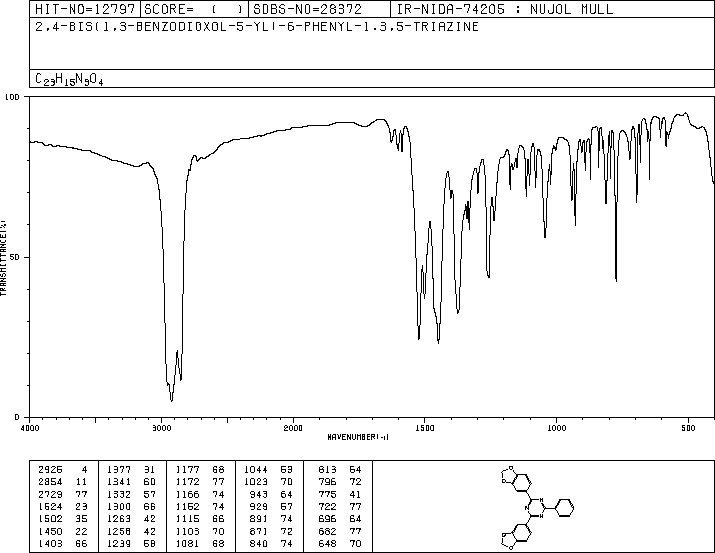 HIT-NO=12797 SCORE= ( ) SDBS-NO=28372 IR-NIDA-74205 : NUJOL MULL
2,4-BIS(1,3-BENZODIOXOL-5-YL)-6-PHENYL-1,3,5-TRIAZINE
C23H15N3O4
100
50
0
TRANSMITTANCE(%)
4000 3000 2000 1500 1000 500
WAVENUMBER(-1)
2925 4 1377 31 1177 68 1044 53 813 64
2854 11 1341 60 1172 77 1023 70 796 72
2729 77 1332 57 1166 74 943 64 775 41
1524 23 1300 66 1152 74 929 57 722 77
1502 35 1263 42 1115 66 891 74 696 64
1450 22 1258 42 1103 70 871 72 682 77
1403 66 1239 58 1081 68 840 74 648 70
O
O
N
N
N
O
O